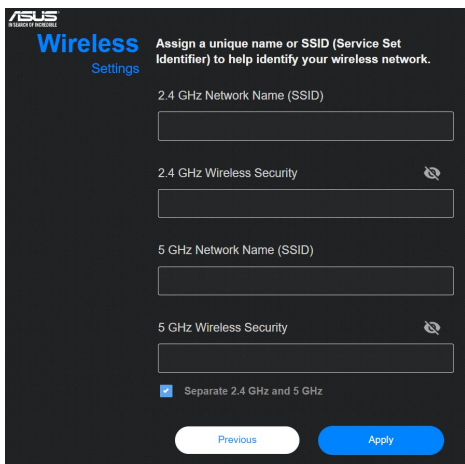 ASUS
IN SEARCH OF INCREDIBLE
Wireless
Settings
Assign a unique name or SSID (Service Set
Identifier) to help identify your wireless network.
2.4 GHz Network Name (SSID)
2.4 GHz Wireless Security
5 GHz Network Name (SSID)
5 GHz Wireless Security
Separate 2.4 GHz and 5 GHz
Previous
Apply